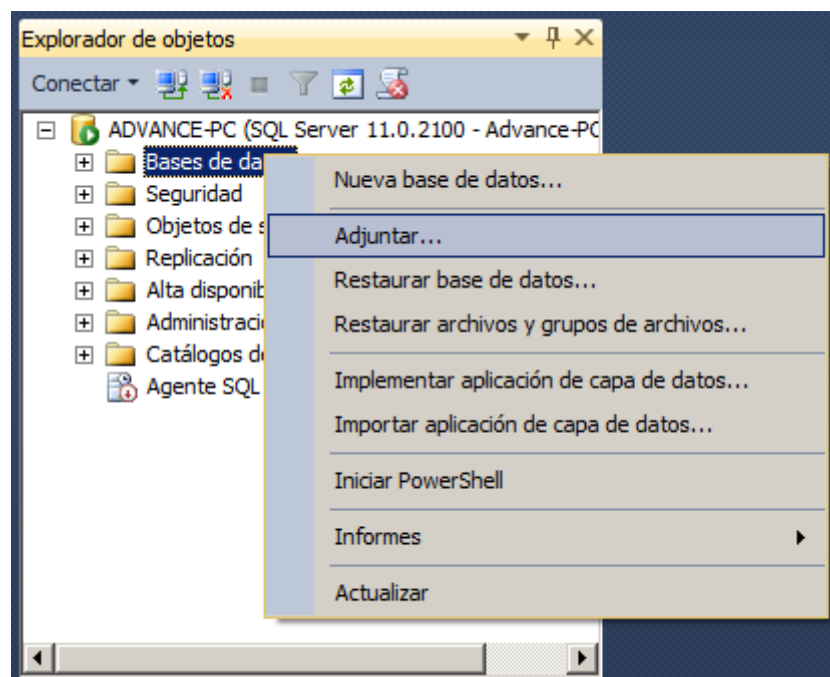 Explorador de objetos
Conectar
ADVANCE-PC (SQL Server 11.0.2100 - Advance-PC
Bases de da
Seguridad
Objetos de s
Replicación
Alta disponib
Administraci
Catálogos d
Agente SQL
Nueva base de datos...
Adjuntar...
Restaurar base de datos...
Restaurar archivos y grupos de archivos...
Implementar aplicación de capa de datos...
Importar aplicación de capa de datos...
Iniciar PowerShell
Informes
Actualizar